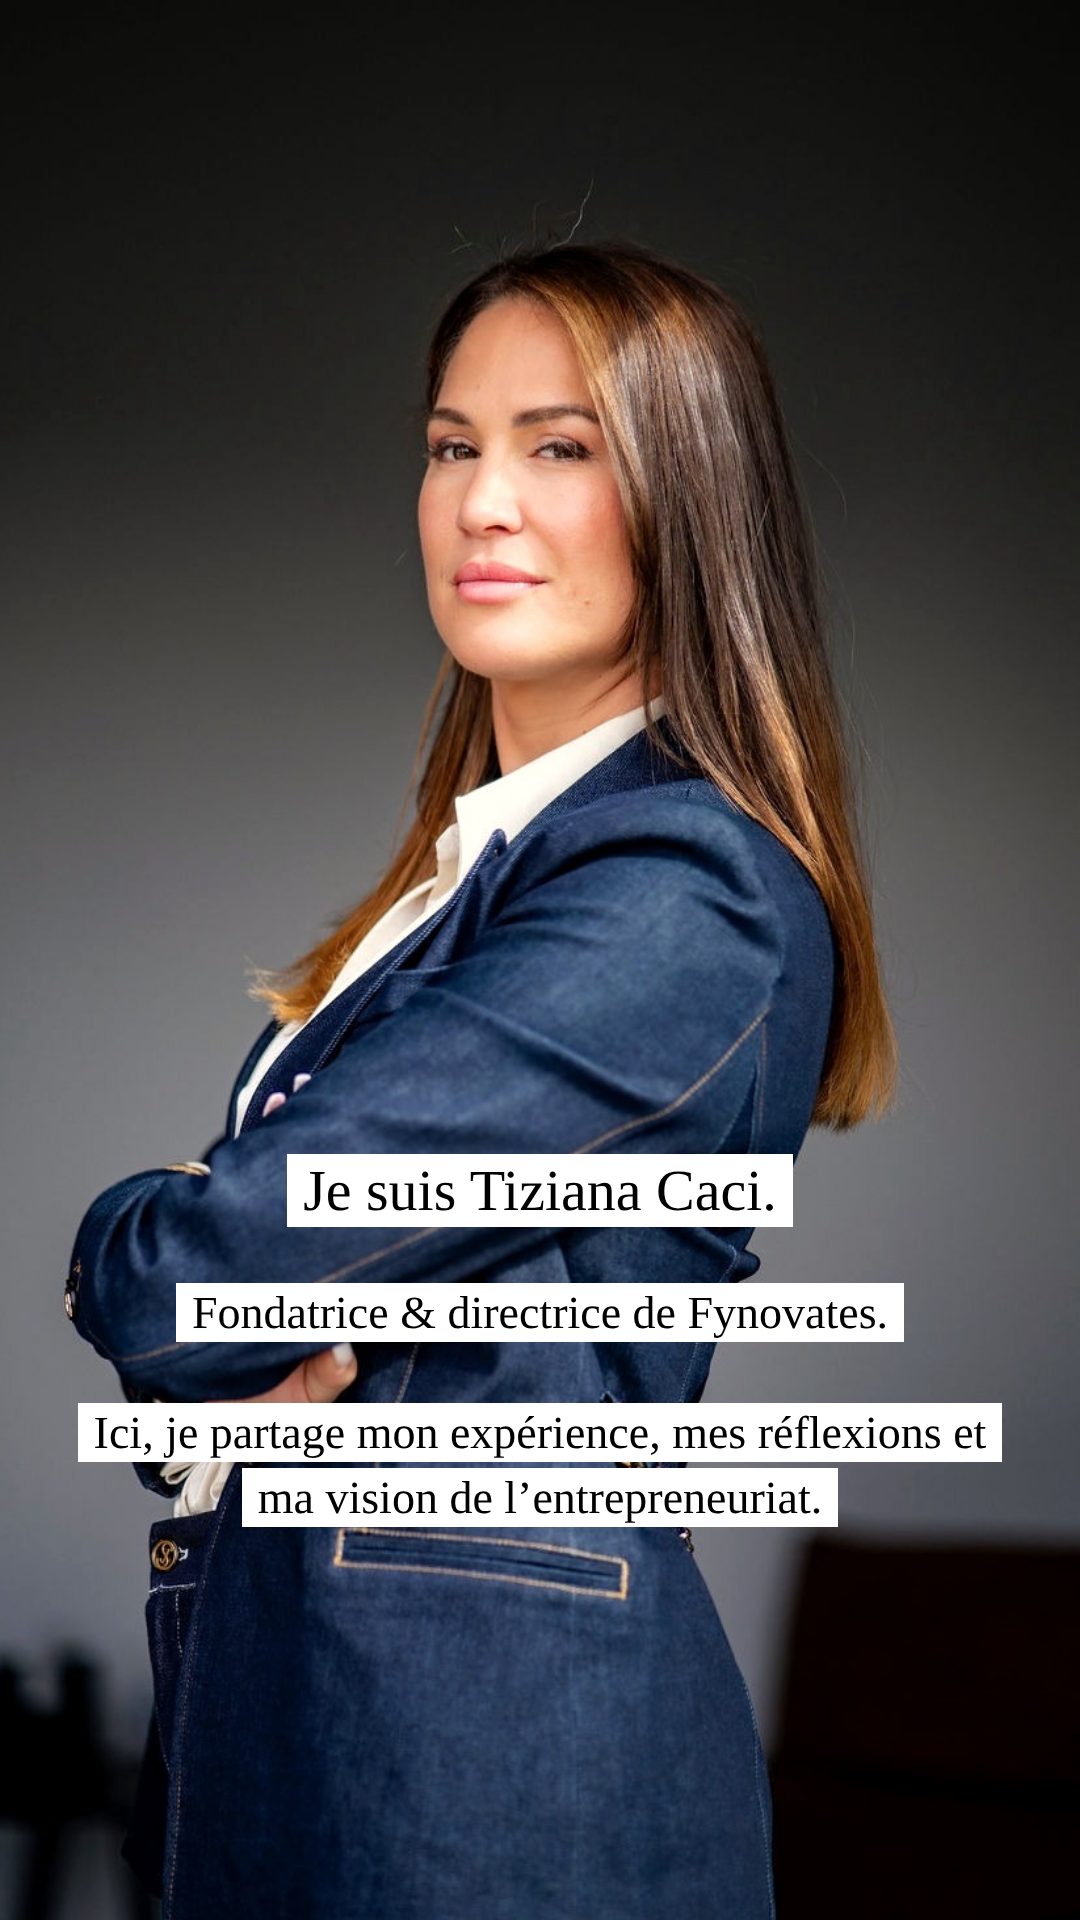 Je suis Tiziana Caci.
Fondatrice & directrice de Fynovates.
Ici, je partage mon expérience, mes réflexions et
ma vision de l’entrepreneuriat.